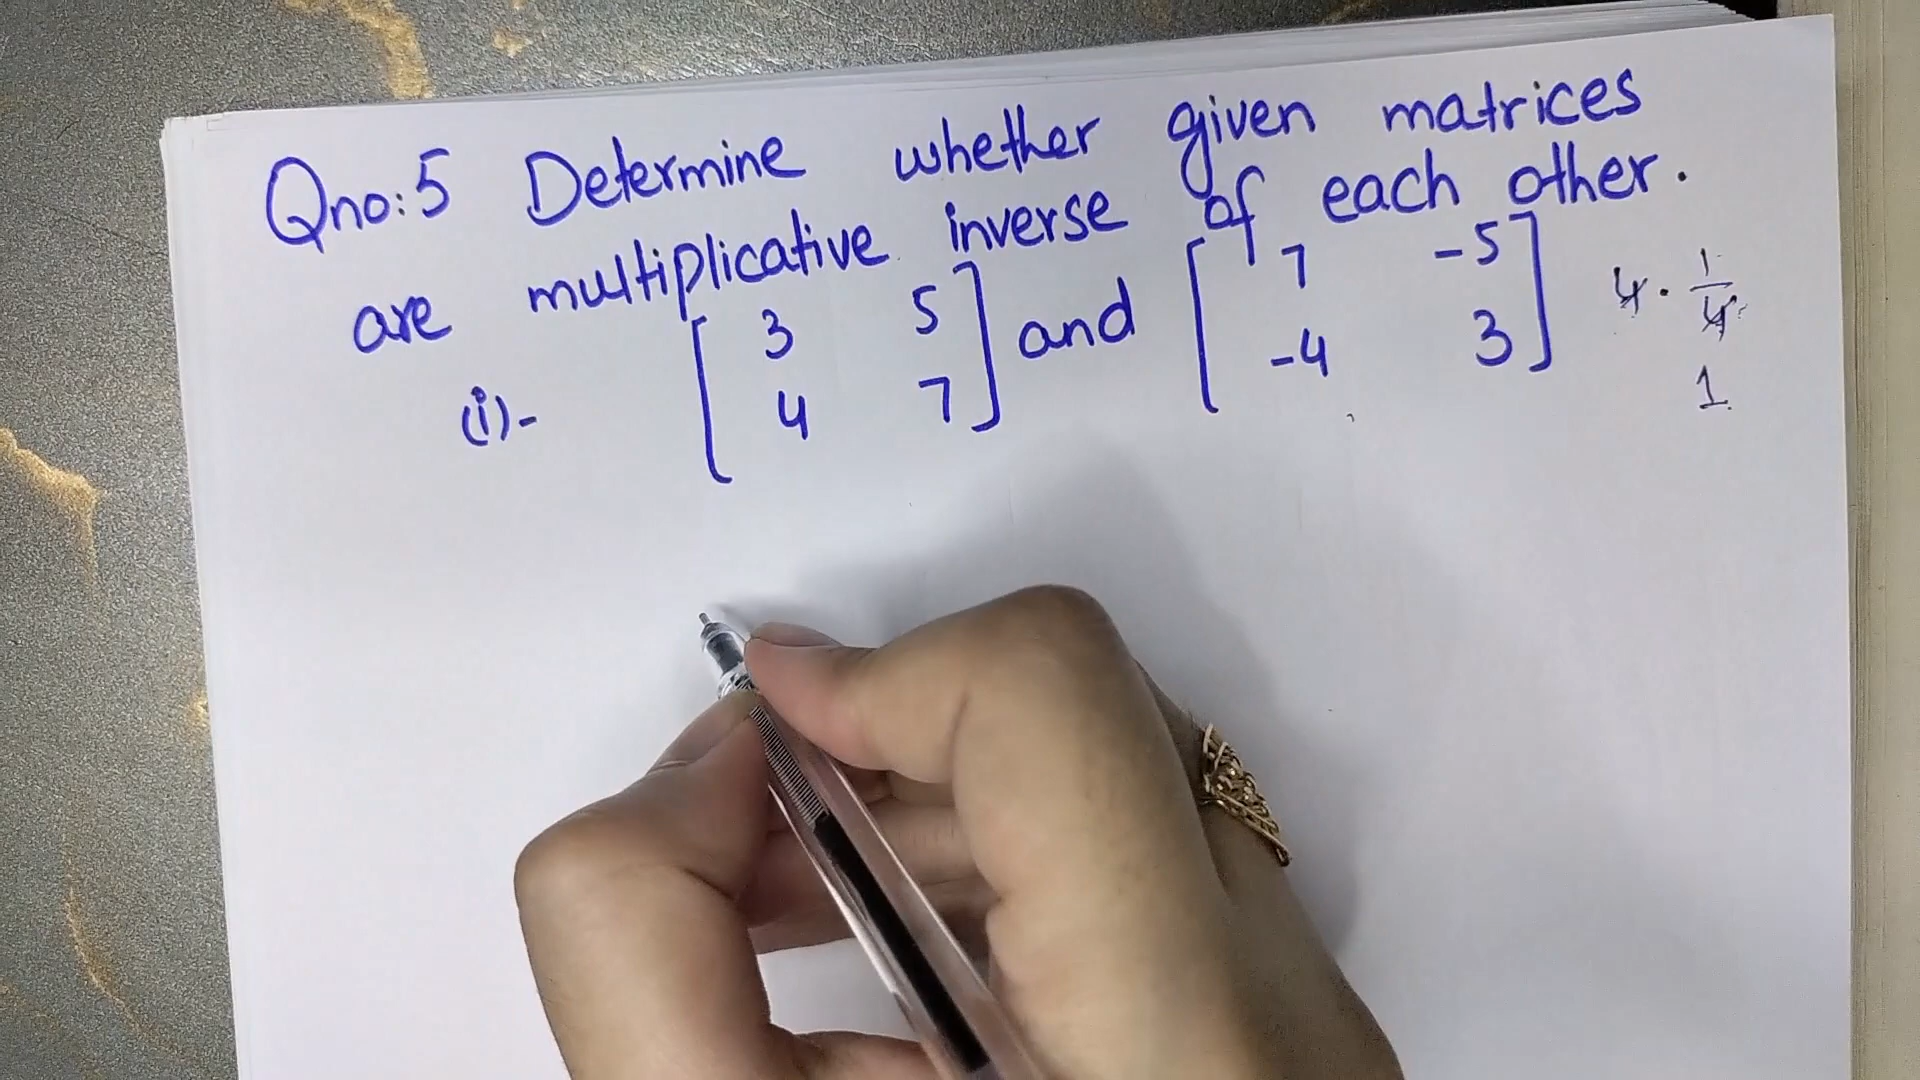 Qno:5 Determine whether given matrices
are multiplicative inverse of each other.
(i)- [ 3 5 ] and [ 7 -5 ] 4 . 1/4
4 7 -4 3 1